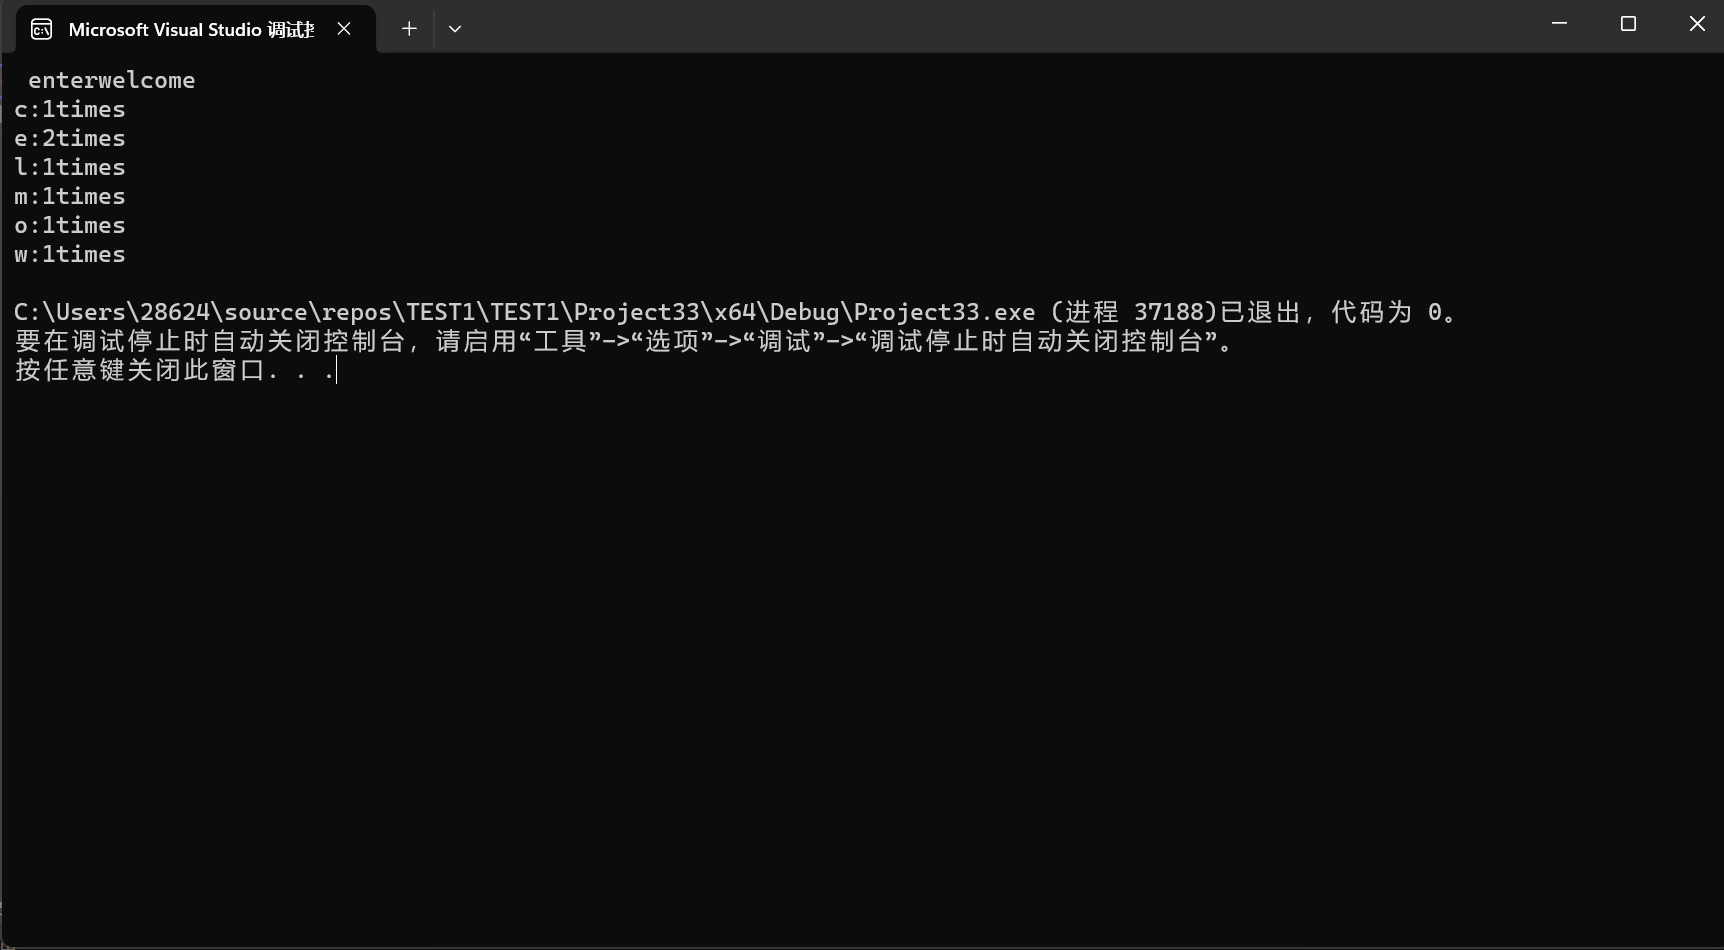 Microsoft Visual Studio 调试
enterwelcome
c:1times
e:2times
l:1times
m:1times
o:1times
w:1times
C:\Users\28624\source\repos\TEST1\TEST1\Project33\x64\Debug\Project33.exe (进程 37188)已退出，代码为 0。
要在调试停止时自动关闭控制台，请启用“工具”->“选项”->“调试”->“调试停止时自动关闭控制台”。
按任意键关闭此窗口. . .